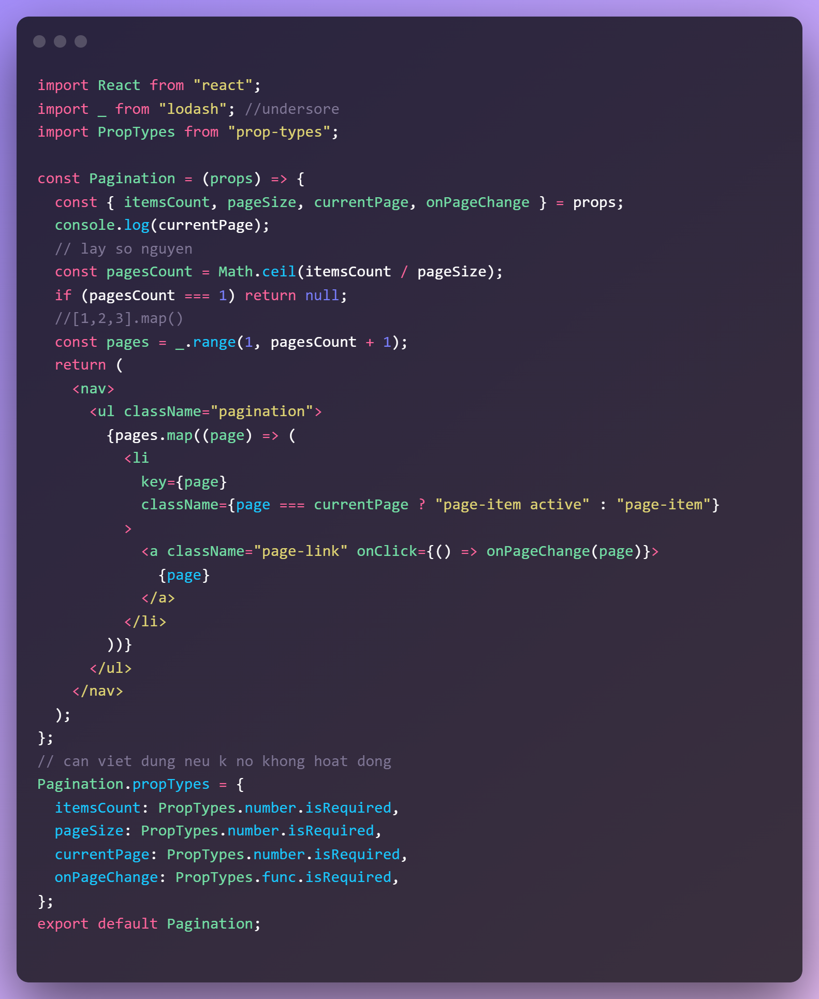 import React from "react";
import _ from "lodash"; //undersore
import PropTypes from "prop-types";

const Pagination = (props) => {
  const { itemsCount, pageSize, currentPage, onPageChange } = props;
  console.log(currentPage);
  // lay so nguyen
  const pagesCount = Math.ceil(itemsCount / pageSize);
  if (pagesCount === 1) return null;
  //[1,2,3].map()
  const pages = _.range(1, pagesCount + 1);
  return (
    <nav>
      <ul className="pagination">
        {pages.map((page) => (
          <li
            key={page}
            className={page === currentPage ? "page-item active" : "page-item"}
          >
            <a className="page-link" onClick={() => onPageChange(page)}>
              {page}
            </a>
          </li>
        ))}
      </ul>
    </nav>
  );
};
// can viet dung neu k no khong hoat dong
Pagination.propTypes = {
  itemsCount: PropTypes.number.isRequired,
  pageSize: PropTypes.number.isRequired,
  currentPage: PropTypes.number.isRequired,
  onPageChange: PropTypes.func.isRequired,
};
export default Pagination;